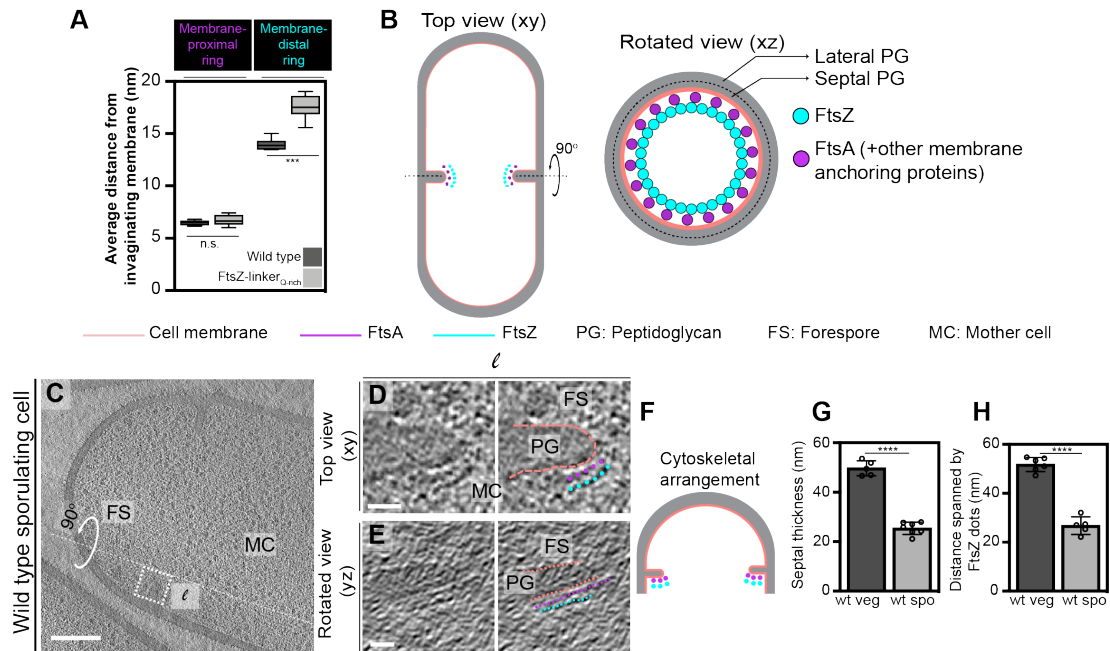 A
Membrane-
proximal
ring
Membrane-
distal
ring
Average distance from
invaginating membrane (nm)
20
15
10
5
0
n.s.
***
Wild type
FtsZ-linkerQ-rich
B
Top view (xy)
90o
Rotated view (xz)
Lateral PG
Septal PG
FtsZ
FtsA (+other membrane
anchoring proteins)
Cell membrane
FtsA
FtsZ
PG: Peptidoglycan
FS: Forespore
MC: Mother cell
Wild type sporulating cell
C
90o
FS
MC
ℓ
ℓ
Top view
(xy)
D
FS
PG
MC
Rotated view
(yz)
E
FS
PG
F
Cytoskeletal
arrangement
G
Septal thickness (nm)
60
40
20
0
****
wt veg
wt spo
H
Distance spanned by
FtsZ dots (nm)
60
40
20
0
****
wt veg
wt spo